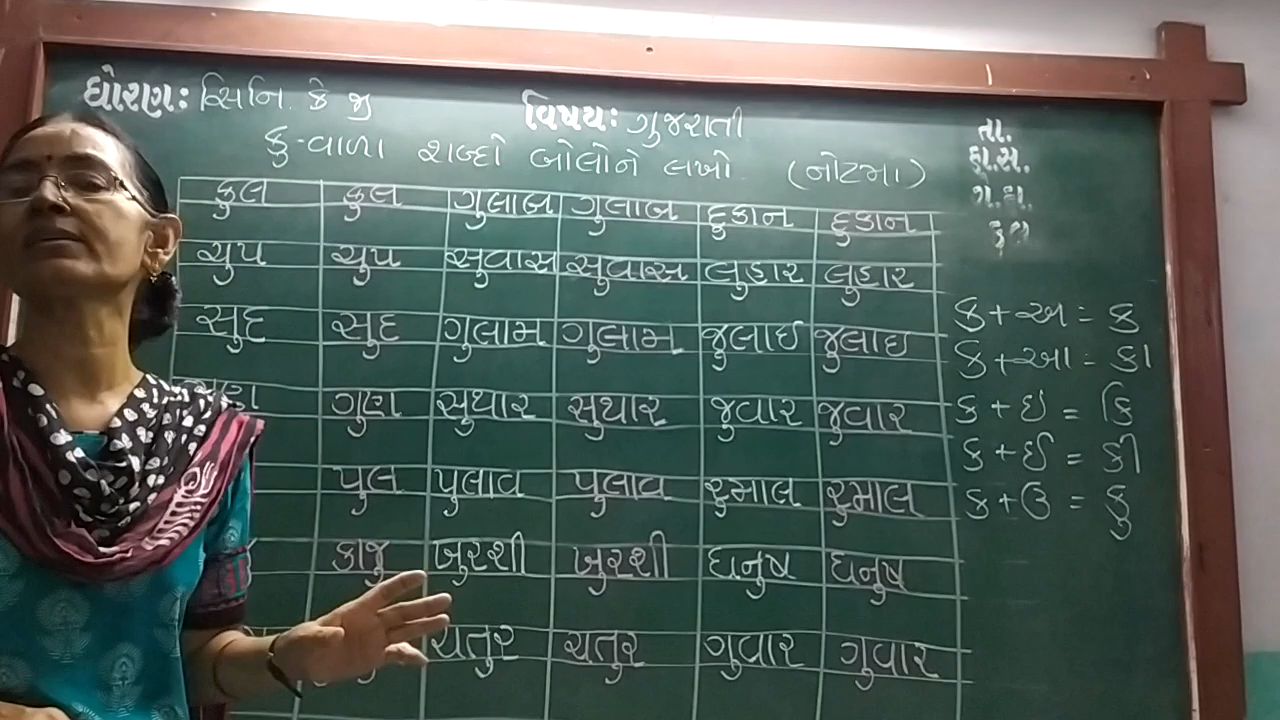 ધોરણ: સિનિ. કે જી વિષય: ગુજરાતી
કુ-વાળા શબ્દો બોલોને લખો (નોટમા)
તા.
હા.સ.
ગ.હા.
કુલ
ફુલ ફુલ ગુલાબ ગુલાબ દુકાન દુકાન
ચુપ ચુપ સુવાસ સુવાસ લુહાર લુહાર
સુદ સુદ ગુલામ ગુલામ જુલાઇ જુલાઇ
ગુણ સુથાર સુથાર જુવાર જુવાર
પુલ પુલાવ પુલાવ રુમાલ રુમાલ
કાજુ ખુરશી ખુરશી ધનુષ ધનુષ
ચતુર ચતુર ગુવાર ગુવાર
ક + અ = ક
ક + આ = કા
ક + ઇ = કિ
ક + ઈ = કી
ક + ઉ = કુ